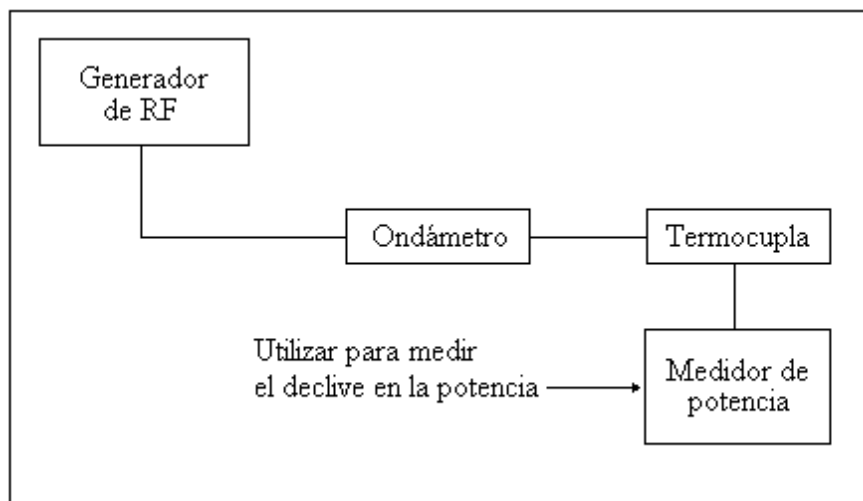 Generador
de RF
Ondámetro
Termocupla
Utilizar para medir
el declive en la potencia
Medidor de
potencia